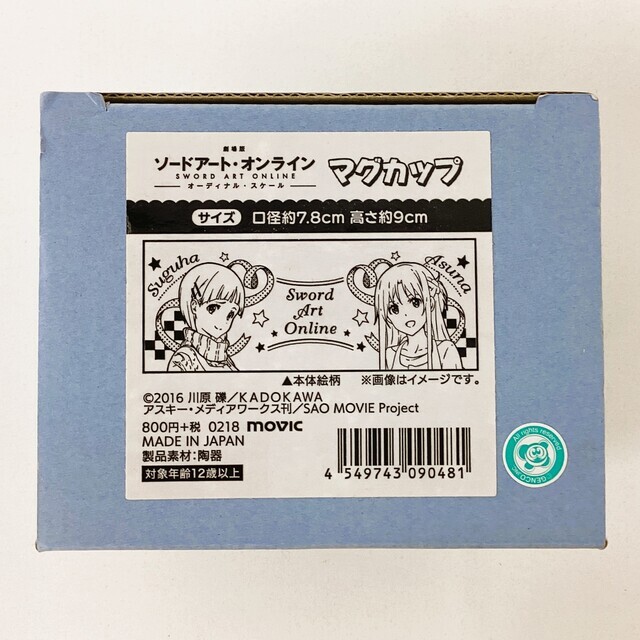 劇場版
ソードアート・オンライン
SWORD ART ONLINE
オーディナル・スケール
マグカップ
サイズ 口径約7.8cm 高さ約9cm
Suguha
Sword
Art
Online
Asuna
▲本体絵柄 ※画像はイメージです。
©2016 川原 礫／KADOKAWA
アスキー・メディアワークス刊／SAO MOVIE Project
800円+税 0218 movic
MADE IN JAPAN
製品素材：陶器
対象年齢12歳以上
4 549743 090481
All rights reserved
GENCO